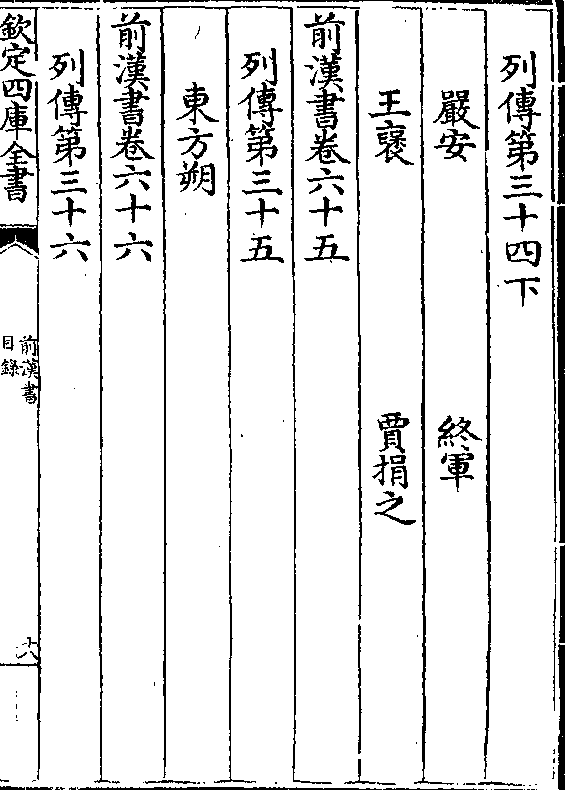 列傳第三十四下
嚴安 終軍
王襃 賈捐之
前漢書卷六十五
列傳第三十五
東方朔
前漢書卷六十六
列傳第三十六
欽定四庫全書
前漢書
目錄
十八